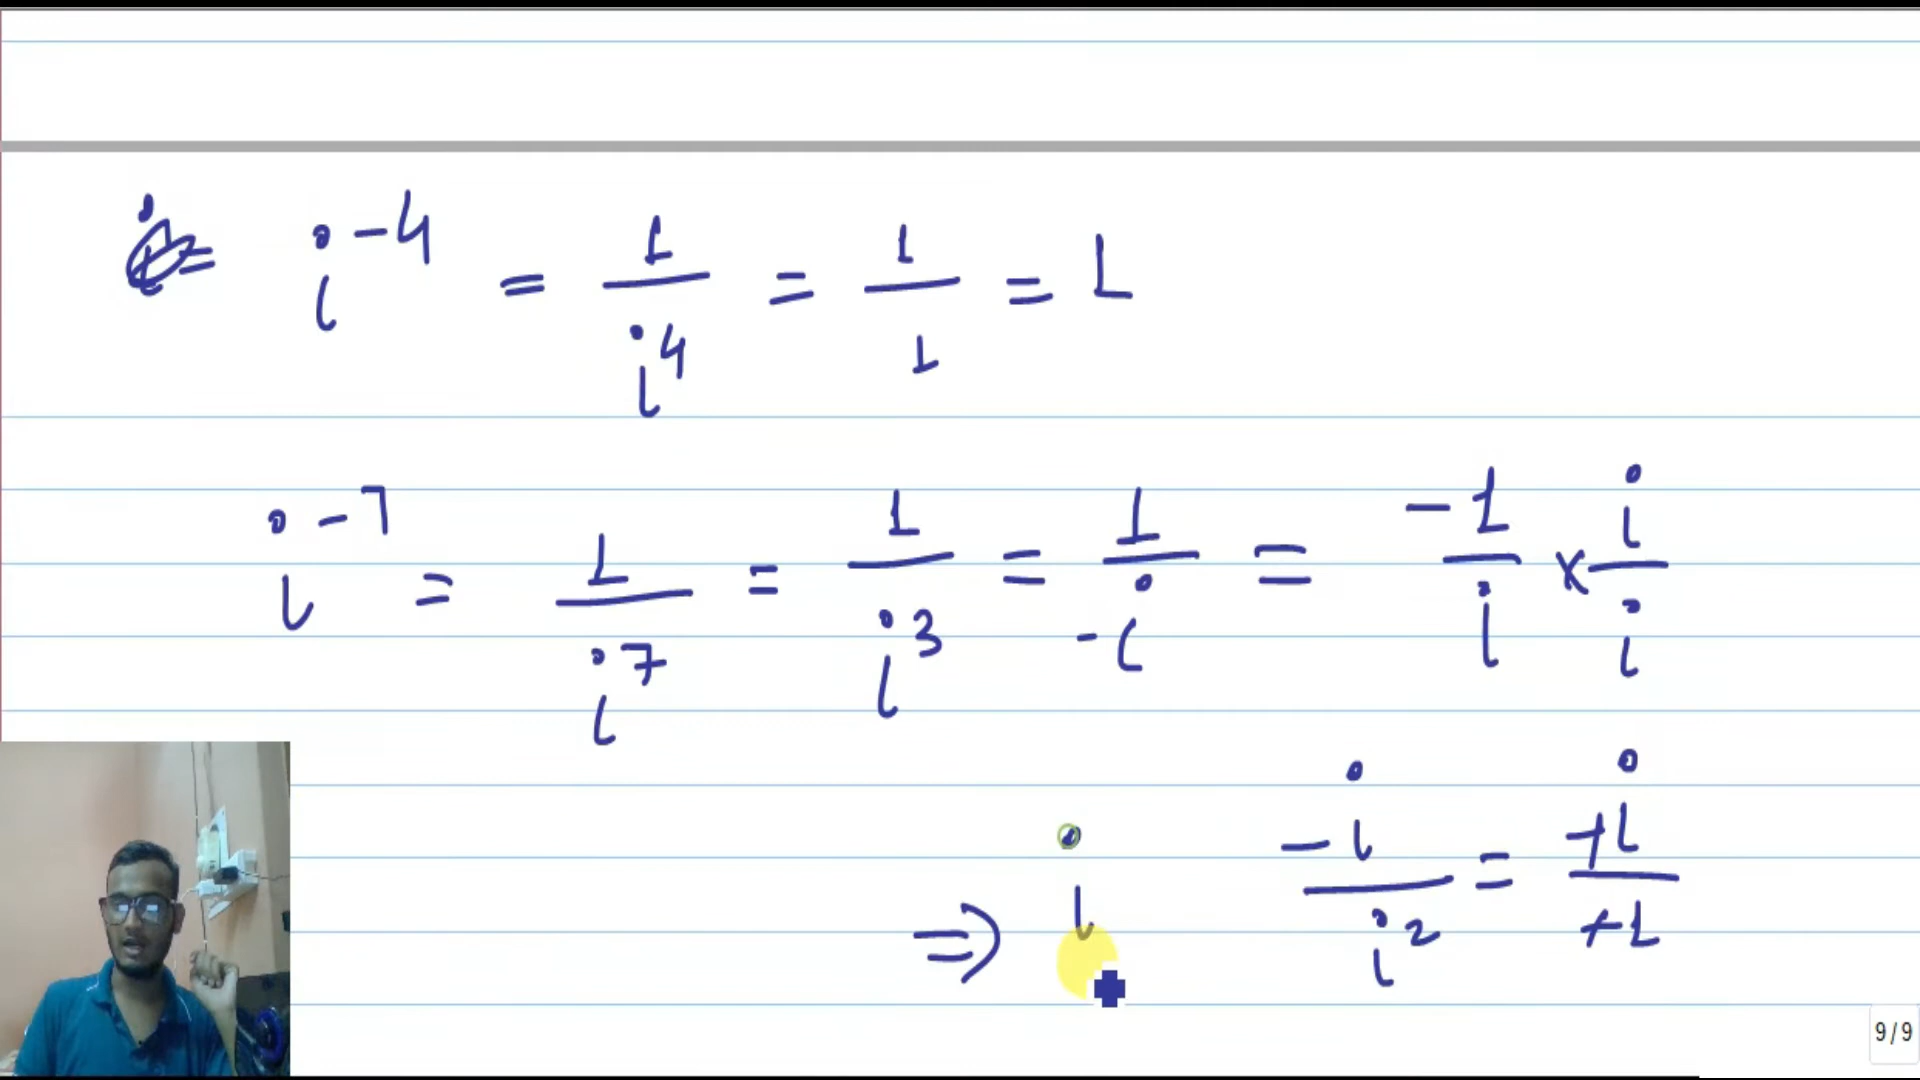 i^-4 = 1/i^4 = 1/1 = 1
i^-7 = 1/i^7 = 1/i^3 = 1/-i = -1/i × i/i
⇒ i -i/i^2 = +i/+1
9/9